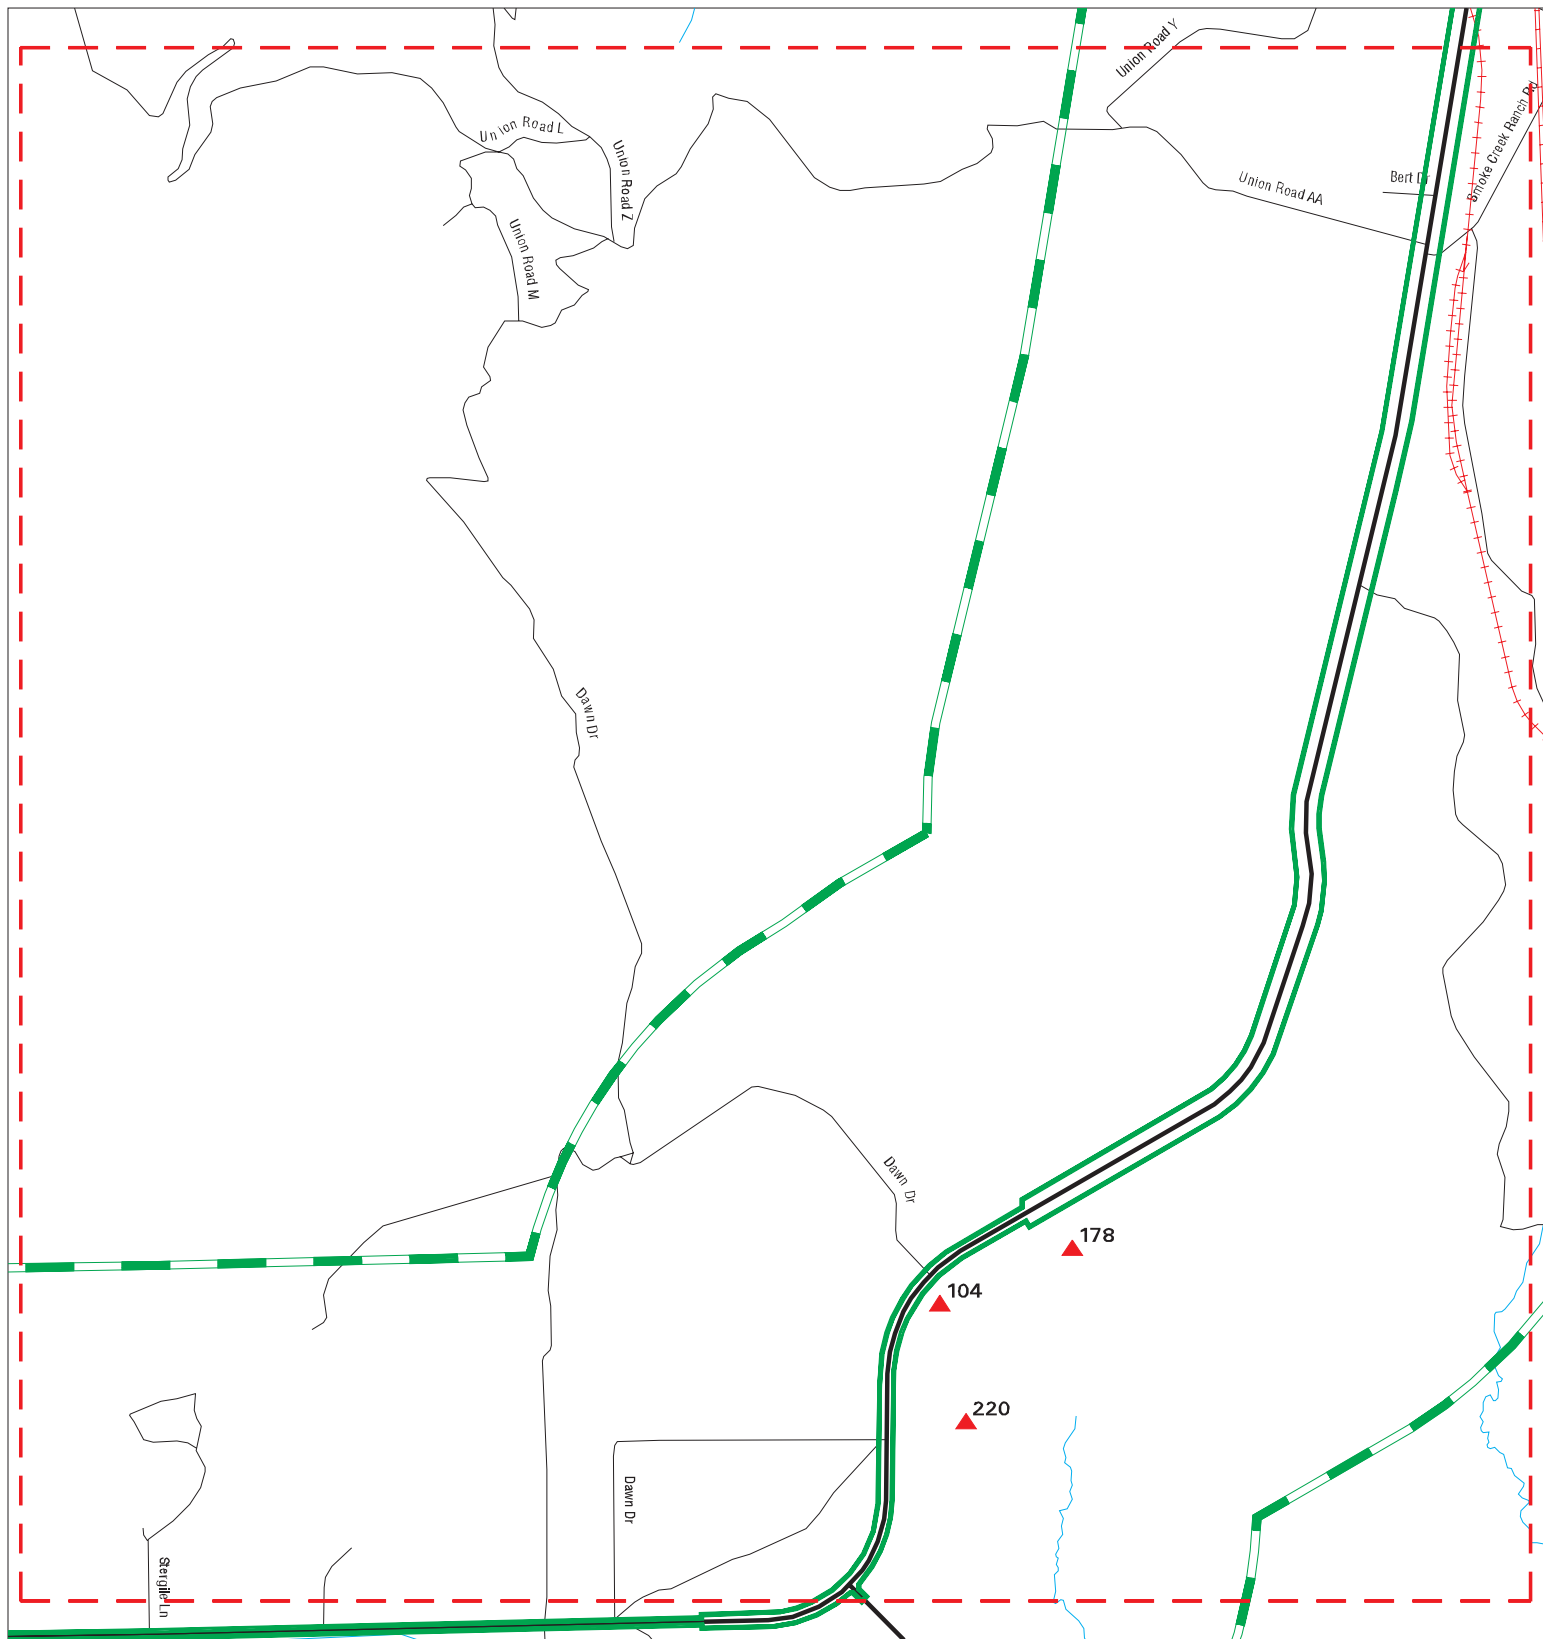 Union Road Y
Union Road L
Union Road Z
Smoke Creek Ranch Rd
Bert Dr
Union Road AA
Union Road M
Dawn Dr
Dawn Dr
178
104
220
Dawn Dr
Stergile Ln